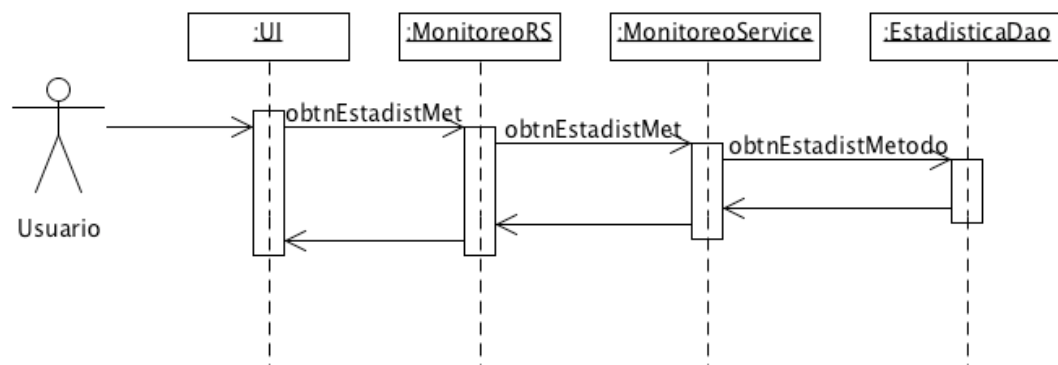 :UI
:MonitoreoRS
:MonitoreoService
:EstadisticaDao
obtnEstadistMet
obtnEstadistMet
obtnEstadistMetodo
Usuario